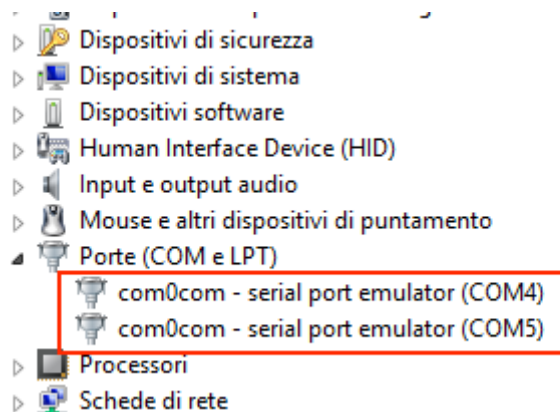 Dispositivi di sicurezza
Dispositivi di sistema
Dispositivi software
Human Interface Device (HID)
Input e output audio
Mouse e altri dispositivi di puntamento
Porte (COM e LPT)
com0com - serial port emulator (COM4)
com0com - serial port emulator (COM5)
Processori
Schede di rete